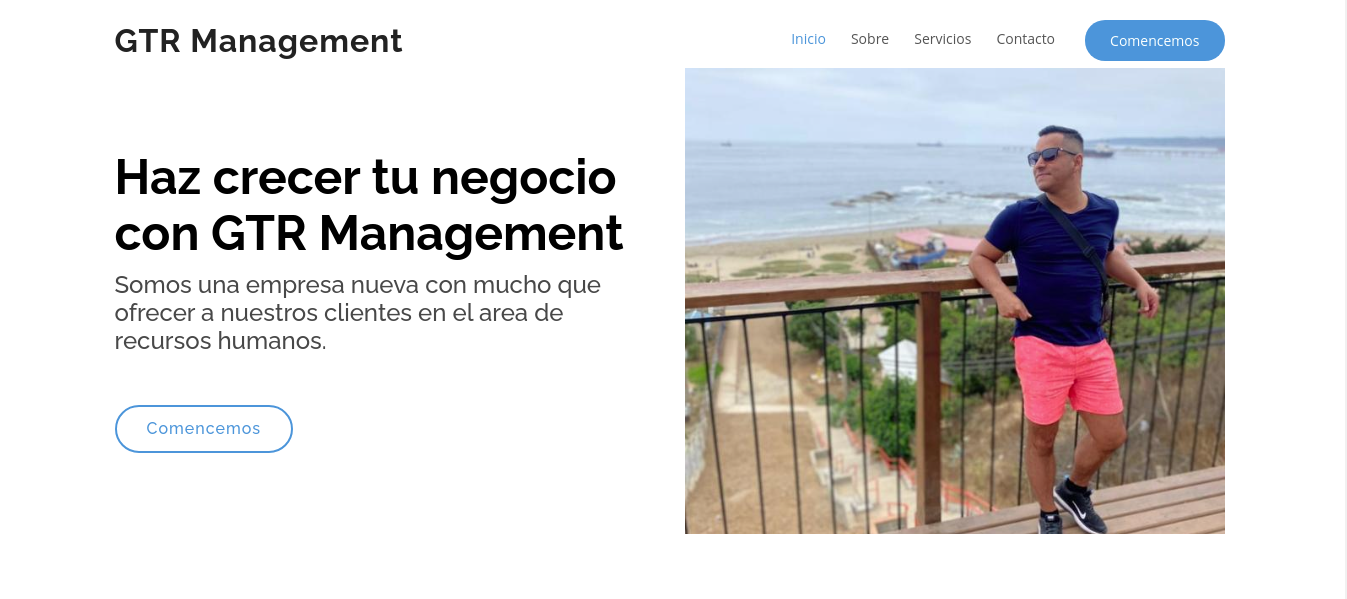 GTR Management
Inicio Sobre Servicios Contacto Comencemos
Haz crecer tu negocio
con GTR Management
Somos una empresa nueva con mucho que
ofrecer a nuestros clientes en el area de
recursos humanos.
Comencemos